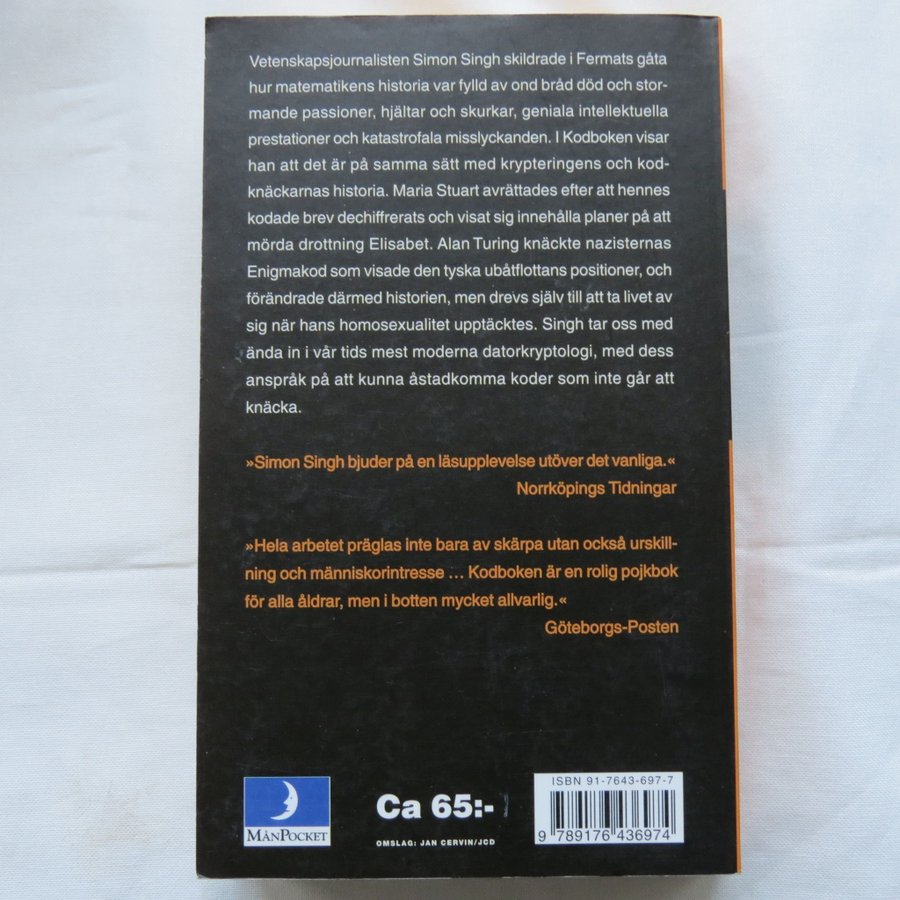 Vetenskapsjournalisten Simon Singh skildrade i Fermats gåta
hur matematikens historia var fylld av ond bråd död och stor-
mande passioner, hjältar och skurkar, geniala intellektuella
prestationer och katastrofala misslyckanden. I Kodboken visar
han att det är på samma sätt med krypteringens och kod-
knäckarnas historia. Maria Stuart avrättades efter att hennes
kodade brev dechiffrerats och visat sig innehålla planer på att
mörda drottning Elisabet. Alan Turing knäckte nazisternas
Enigmakod som visade den tyska ubåtflottans positioner, och
förändrade därmed historien, men drevs själv till att ta livet av
sig när hans homosexualitet upptäcktes. Singh tar oss med
ända in i vår tids mest moderna datorkryptologi, med dess
anspråk på att kunna åstadkomma koder som inte går att
knäcka.
»Simon Singh bjuder på en läsupplevelse utöver det vanliga.«
Norrköpings Tidningar
»Hela arbetet präglas inte bara av skärpa utan också urskill-
ning och människorintresse … Kodboken är en rolig pojkbok
för alla åldrar, men i botten mycket allvarlig.«
Göteborgs-Posten
MÅNPOCKET
Ca 65:-
OMSLAG: JAN CERVIN/JCD
ISBN 91-7643-697-7
9 789176 436974